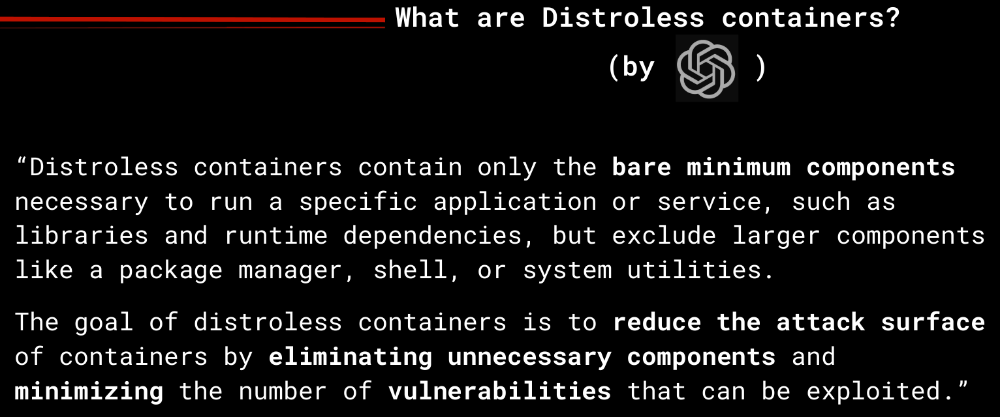 What are Distroless containers?
(by )
“Distroless containers contain only the bare minimum components
necessary to run a specific application or service, such as
libraries and runtime dependencies, but exclude larger components
like a package manager, shell, or system utilities.
The goal of distroless containers is to reduce the attack surface
of containers by eliminating unnecessary components and
minimizing the number of vulnerabilities that can be exploited.”